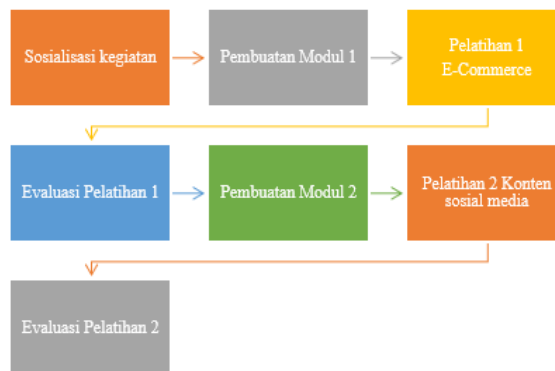 Sosialisasi kegiatan
Pembuatan Modul 1
Pelatihan 1
E-Commerce
Evaluasi Pelatihan 1
Pembuatan Modul 2
Pelatihan 2 Konten
sosial media
Evaluasi Pelatihan 2